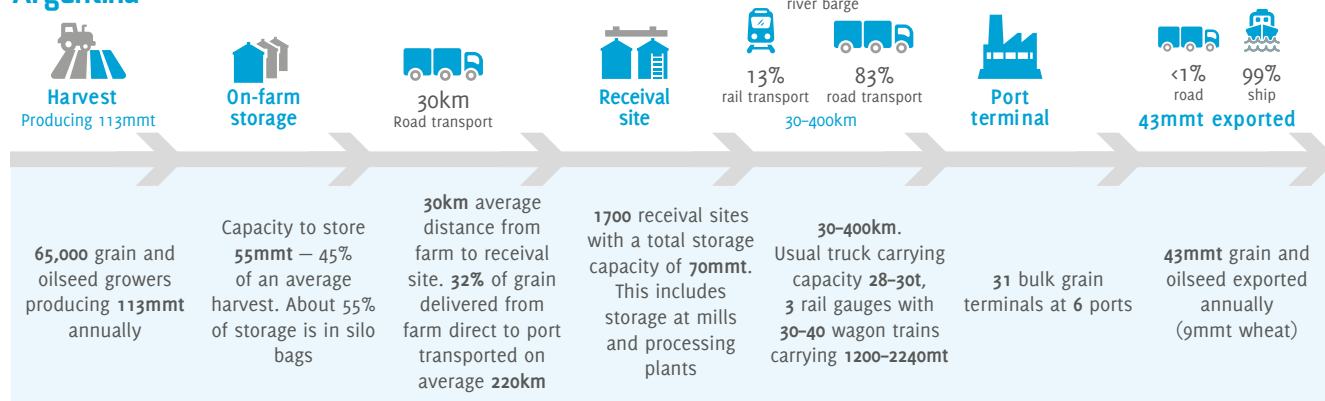 Argentina
river barge
Harvest
Producing 113mmt
On-farm
storage
30km
Road transport
Receival
site
13%
rail transport
83%
road transport
30–400km
Port
terminal
<1%
road
99%
ship
43mmt exported
65,000 grain and
oilseed growers
producing 113mmt
annually
Capacity to store
55mmt — 45%
of an average
harvest. About 55%
of storage is in silo
bags
30km average
distance from
farm to receival
site. 32% of grain
delivered from
farm direct to port
transported on
average 220km
1700 receival sites
with a total storage
capacity of 70mmt.
This includes
storage at mills
and processing
plants
30–400km.
Usual truck carrying
capacity 28–30t,
3 rail gauges with
30–40 wagon trains
carrying 1200–2240mt
31 bulk grain
terminals at 6 ports
43mmt grain and
oilseed exported
annually
(9mmt wheat)